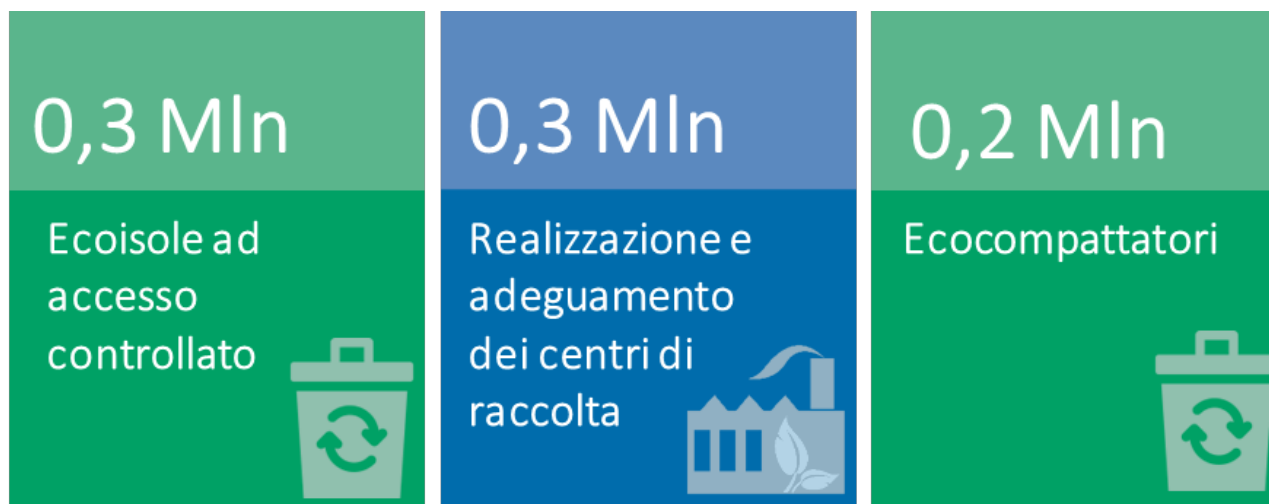 0,3 Mln
Ecoisole ad
accesso
controllato
0,3 Mln
Realizzazione e
adeguamento
dei centri di
raccolta
0,2 Mln
Ecocompattatori